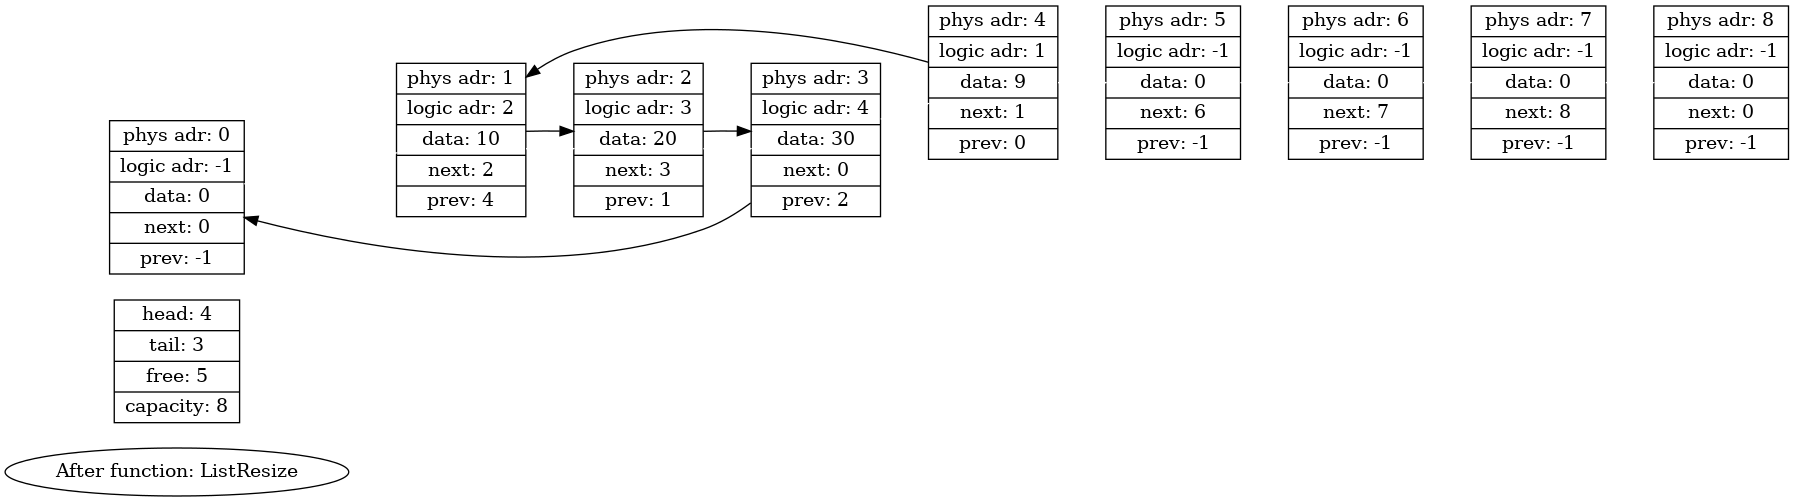 phys adr: 0
logic adr: -1
data: 0
next: 0
prev: -1
phys adr: 1
logic adr: 2
data: 10
next: 2
prev: 4
phys adr: 2
logic adr: 3
data: 20
next: 3
prev: 1
phys adr: 3
logic adr: 4
data: 30
next: 0
prev: 2
phys adr: 4
logic adr: 1
data: 9
next: 1
prev: 0
phys adr: 5
logic adr: -1
data: 0
next: 6
prev: -1
phys adr: 6
logic adr: -1
data: 0
next: 7
prev: -1
phys adr: 7
logic adr: -1
data: 0
next: 8
prev: -1
phys adr: 8
logic adr: -1
data: 0
next: 0
prev: -1
head: 4
tail: 3
free: 5
capacity: 8
After function: ListResize